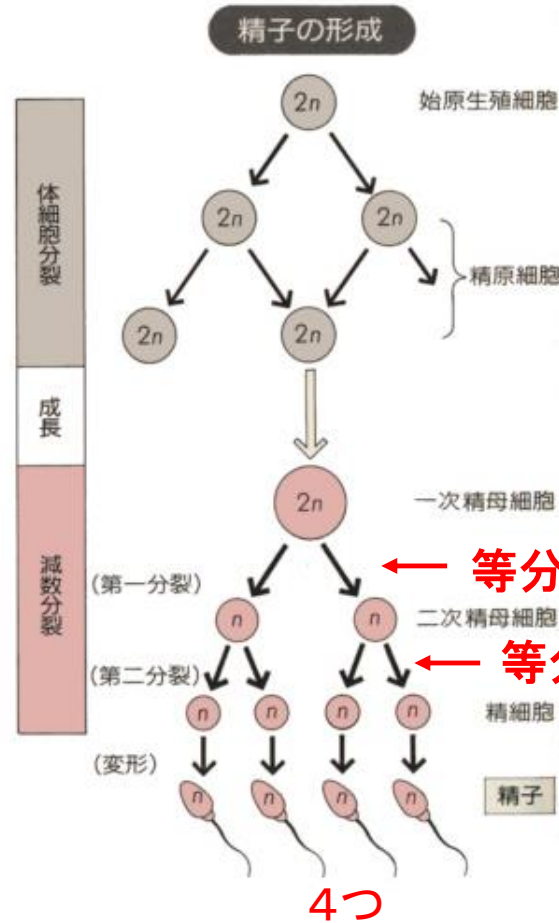 精子の形成
2n
始原生殖細胞
体細胞分裂
2n 2n
精原細胞
2n 2n
成長
2n
一次精母細胞
減数分裂
← 等分
(第一分裂)
n n
二次精母細胞
(第二分裂)
← 等分
n n n n
精細胞
(変形)
n n n n
精子
4つ